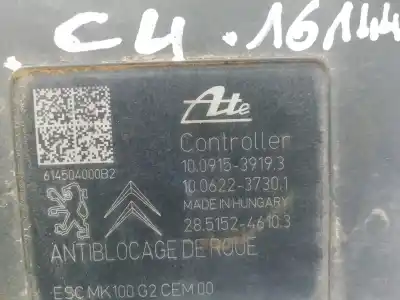 . C4 . 16144
Ate
Controller
10.0915-3919.3
10.0622-3730.1
614504000B2
MADE IN HUNGARY
28.5152-4610.3
ANTIBLOCAGE DE ROUE
ESC MK100 G2 CEM 00